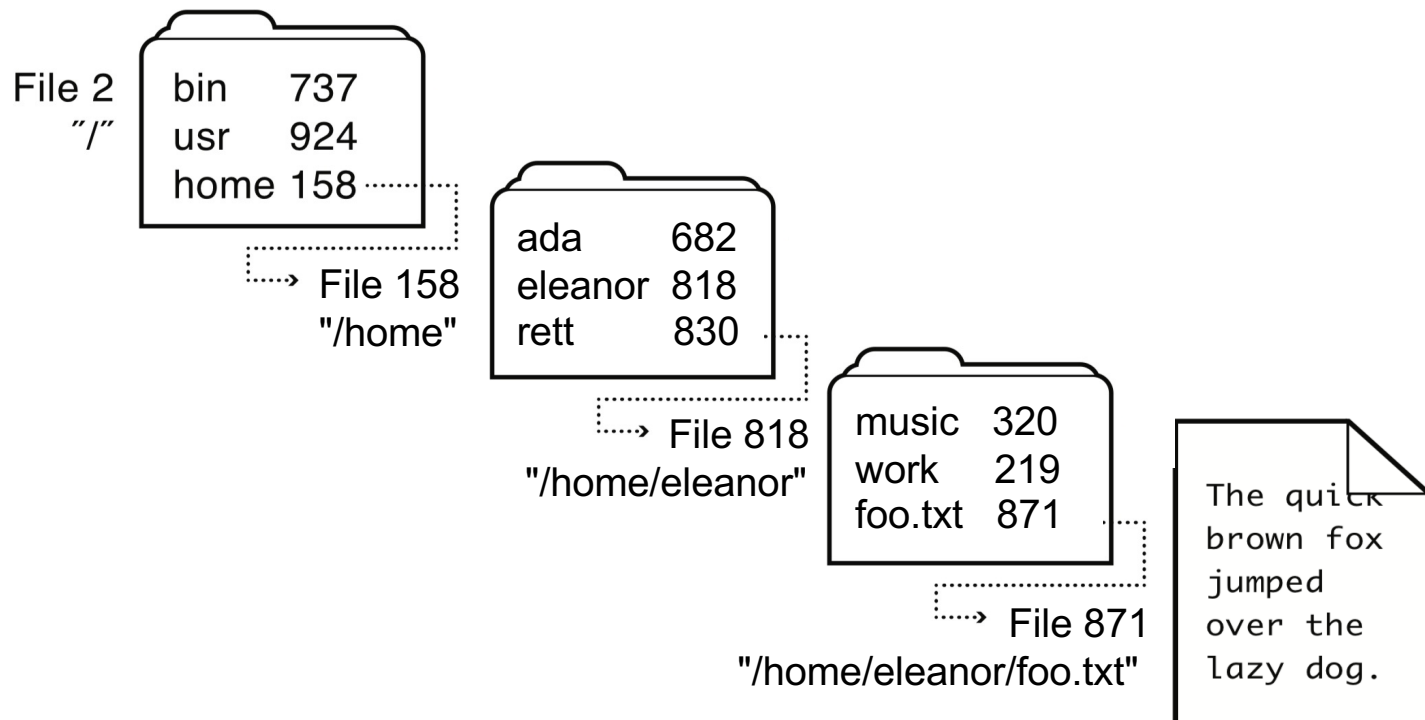 File 2
"/"
bin 737
usr 924
home 158
File 158
"/home"
ada 682
eleanor 818
rett 830
File 818
"/home/eleanor"
music 320
work 219
foo.txt 871
File 871
"/home/eleanor/foo.txt"
The quick
brown fox
jumped
over the
lazy dog.